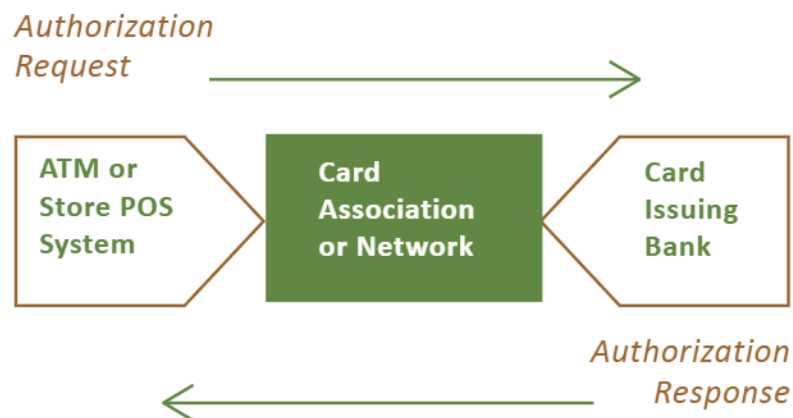 Authorization
Request
ATM or
Store POS
System
Card
Association
or Network
Card
Issuing
Bank
Authorization
Response